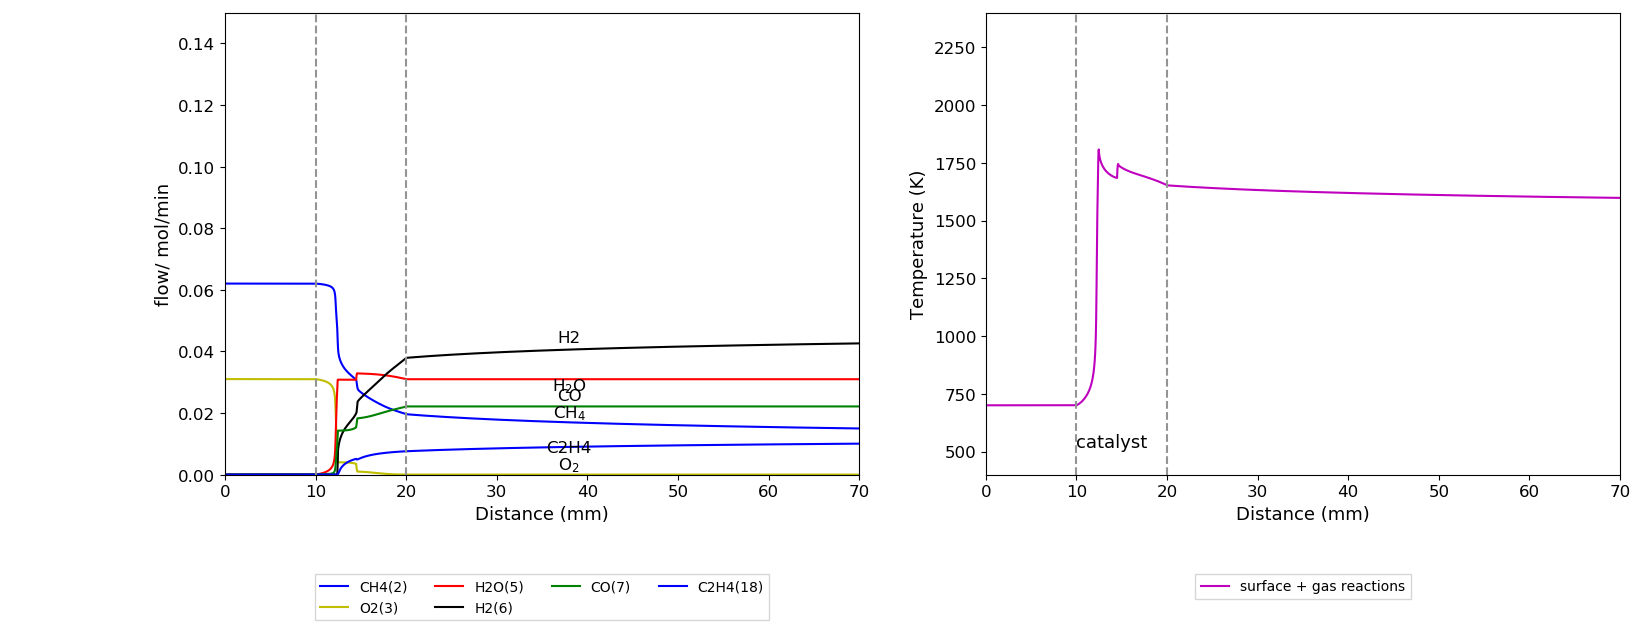 0.14
0.12
0.10
0.08
0.06
0.04
0.02
0.00
flow/ mol/min
H2
H₂O
CO
CH₄
C2H4
O₂
0 10 20 30 40 50 60 70
Distance (mm)
CH4(2) H2O(5) CO(7) C2H4(18)
O2(3) H2(6)
2250
2000
1750
1500
1250
1000
750
500
Temperature (K)
catalyst
0 10 20 30 40 50 60 70
Distance (mm)
surface + gas reactions